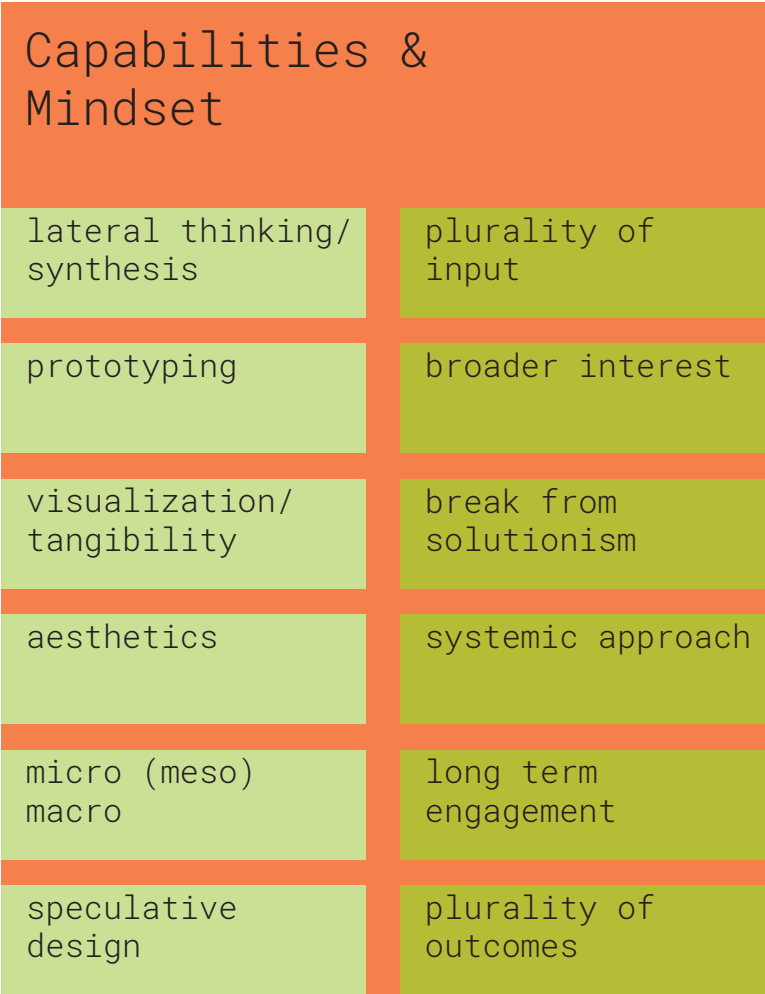 Capabilities &
Mindset
lateral thinking/
synthesis
plurality of
input
prototyping
broader interest
visualization/
tangibility
break from
solutionism
aesthetics
systemic approach
micro (meso)
macro
long term
engagement
speculative
design
plurality of
outcomes